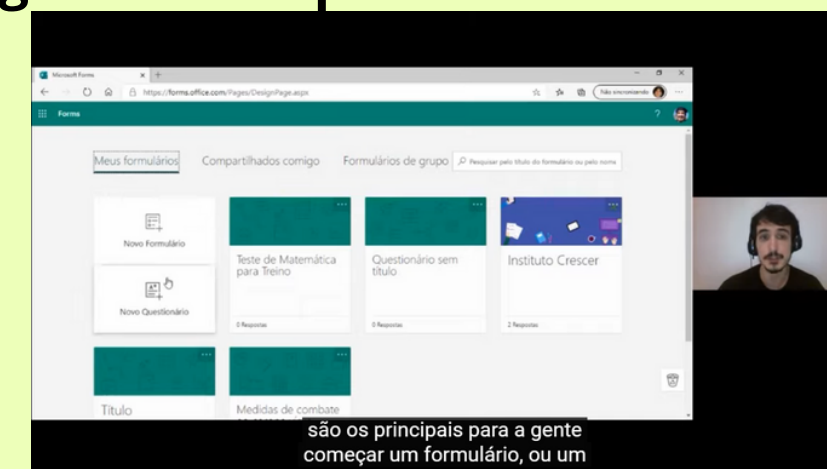 Microsoft Forms
https://forms.office.com/Pages/DesignPage.aspx
Não sincronizando
Forms
?
Meus formulários
Compartilhados comigo
Formulários de grupo
Pesquisar pelo título do formulário ou pelo nome
Novo Formulário
Teste de Matemática
para Treino
0 Respostas
Questionário sem
título
0 Respostas
Instituto Crescer
2 Respostas
Novo Questionário
Título
Medidas de combate
são os principais para a gente
começar um formulário, ou um